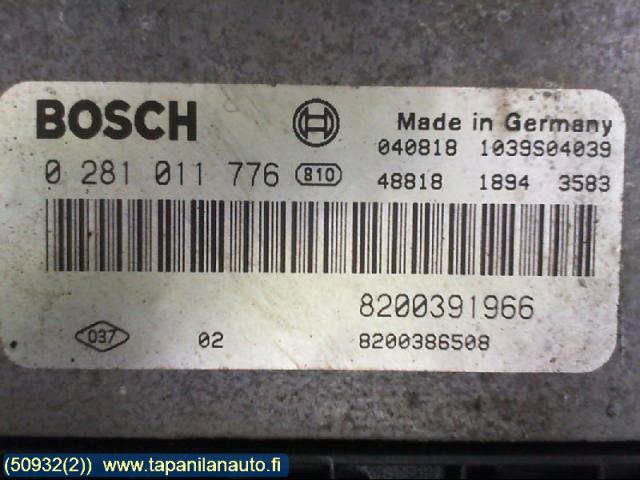 BOSCH
Made in Germany
040818 1039S04039
0 281 011 776 810
48818 1894 3583
8200391966
037 02 8200386508
(50932(2)) www.tapanilanauto.fi